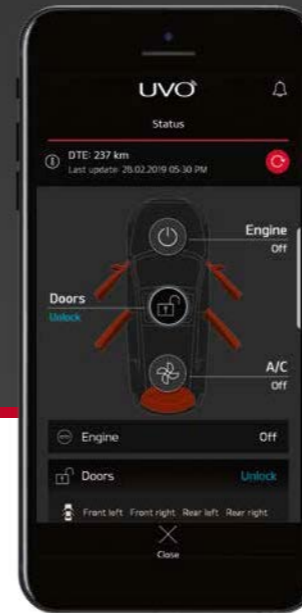 UVO
Status
DTE: 237 km
Last update: 28.02.2019 05:30 PM
Engine
Off
Doors
Unlock
A/C
Off
Engine Off
Doors Unlock
Front left Front right Rear left Rear right
Close